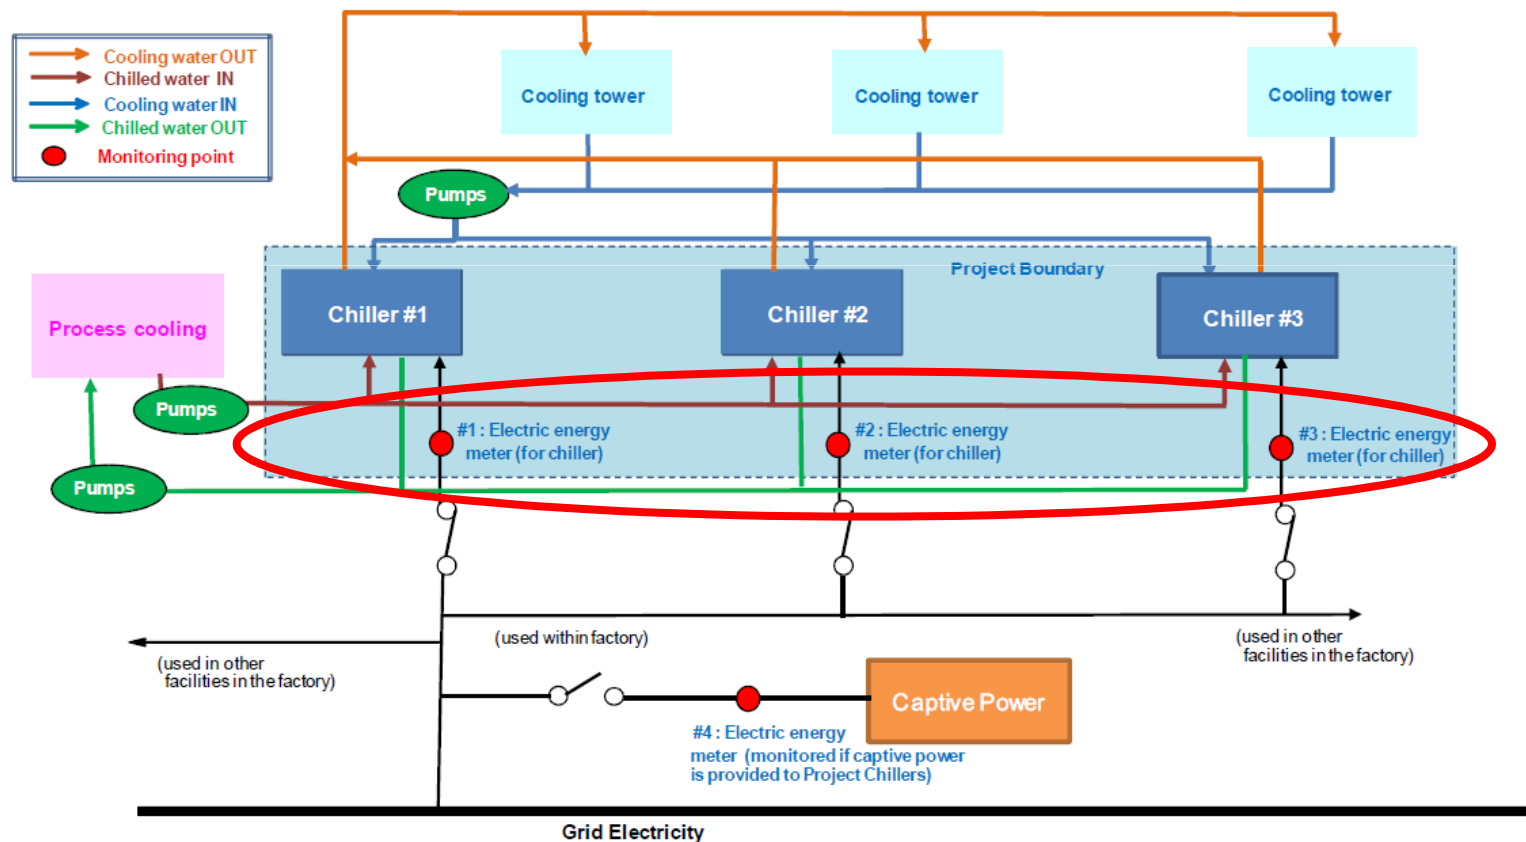 Cooling water OUT
Chilled water IN
Cooling water IN
Chilled water OUT
Monitoring point
Cooling tower
Cooling tower
Cooling tower
Pumps
Project Boundary
Process cooling
Chiller #1
Chiller #2
Chiller #3
Pumps
#1 : Electric energy
meter (for chiller)
#2 : Electric energy
meter (for chiller)
#3 : Electric energy
meter (for chiller)
Pumps
(used within factory)
(used in other
facilities in the factory)
(used in other
facilities in the factory)
Captive Power
#4 : Electric energy
meter (monitored if captive power
is provided to Project Chillers)
Grid Electricity